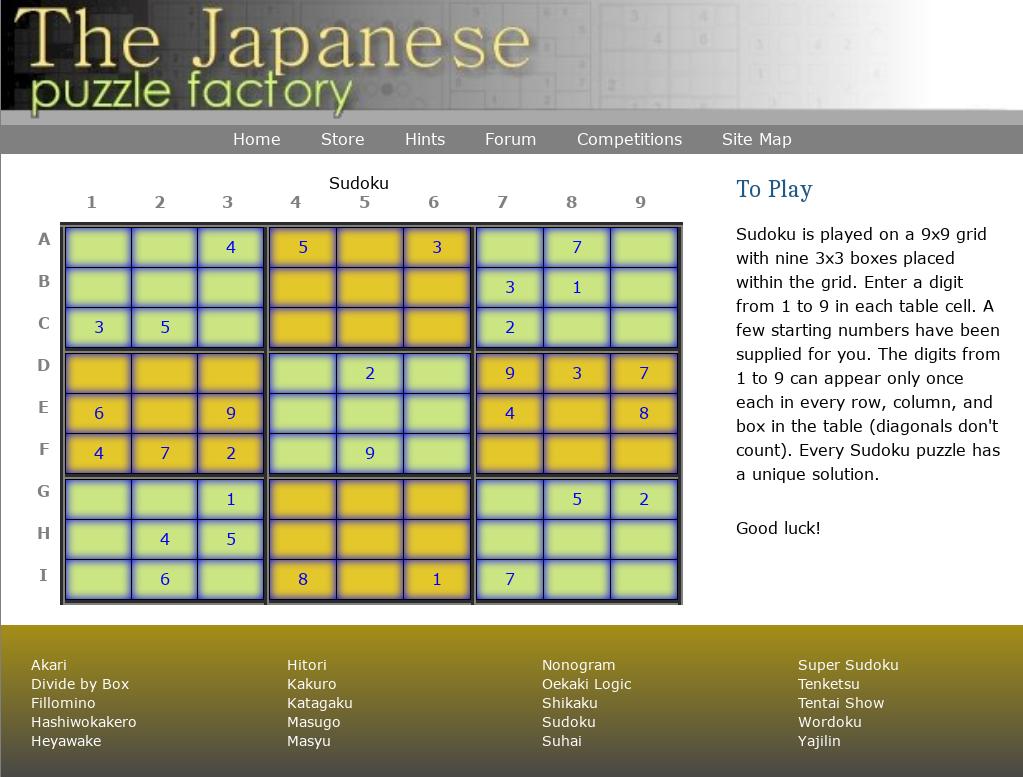 The Japanese
puzzle factory
Home Store Hints Forum Competitions Site Map
Sudoku
1 2 3 4 5 6 7 8 9
A 4 5 3 7
B 3 1
C 3 5 2
D 2 9 3 7
E 6 9 4 8
F 4 7 2 9
G 1 5 2
H 4 5
I 6 8 1 7
To Play
Sudoku is played on a 9x9 grid
with nine 3x3 boxes placed
within the grid. Enter a digit
from 1 to 9 in each table cell. A
few starting numbers have been
supplied for you. The digits from
1 to 9 can appear only once
each in every row, column, and
box in the table (diagonals don't
count). Every Sudoku puzzle has
a unique solution.
Good luck!
Akari
Divide by Box
Fillomino
Hashiwokakero
Heyawake
Hitori
Kakuro
Katagaku
Masugo
Masyu
Nonogram
Oekaki Logic
Shikaku
Sudoku
Suhai
Super Sudoku
Tenketsu
Tentai Show
Wordoku
Yajilin